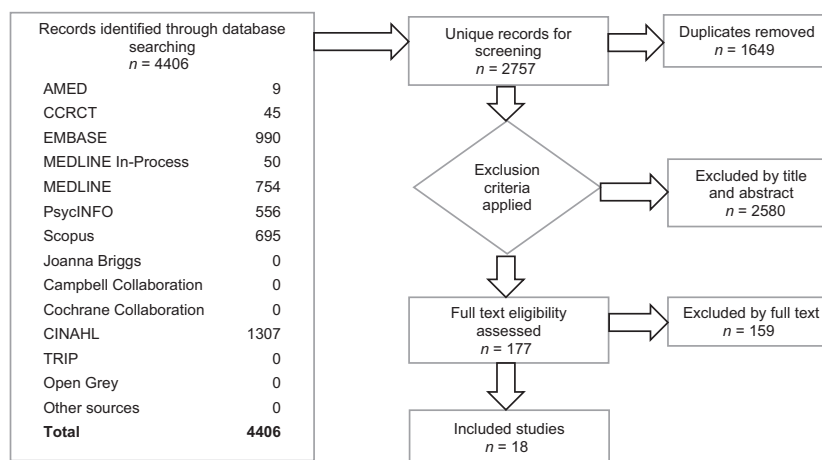 Records identified through database
searching
n = 4406
AMED 9
CCRCT 45
EMBASE 990
MEDLINE In-Process 50
MEDLINE 754
PsycINFO 556
Scopus 695
Joanna Briggs 0
Campbell Collaboration 0
Cochrane Collaboration 0
CINAHL 1307
TRIP 0
Open Grey 0
Other sources 0
Total 4406
Unique records for
screening
n = 2757
Duplicates removed
n = 1649
Exclusion
criteria
applied
Excluded by title
and abstract
n = 2580
Full text eligibility
assessed
n = 177
Excluded by full text
n = 159
Included studies
n = 18